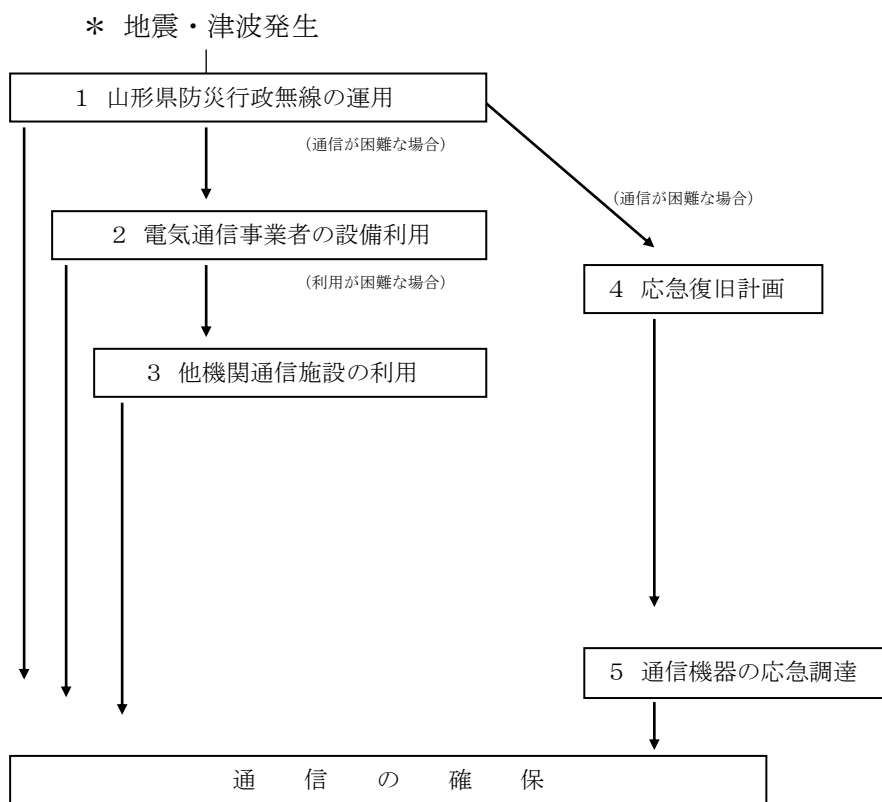 ＊ 地震・津波発生
１ 山形県防災行政無線の運用
(通信が困難な場合)
(通信が困難な場合)
２ 電気通信事業者の設備利用
(利用が困難な場合)
４ 応急復旧計画
３ 他機関通信施設の利用
５ 通信機器の応急調達
通 信 の 確 保